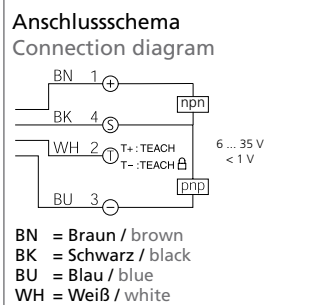 Anschlussschema
Connection diagram
BN 1 +
npn
BK 4 S
WH 2 T T+: TEACH
T– :TEACH
6 ... 35 V
< 1 V
pnp
BU 3 –
BN = Braun / brown
BK = Schwarz / black
BU = Blau / blue
WH = Weiß / white